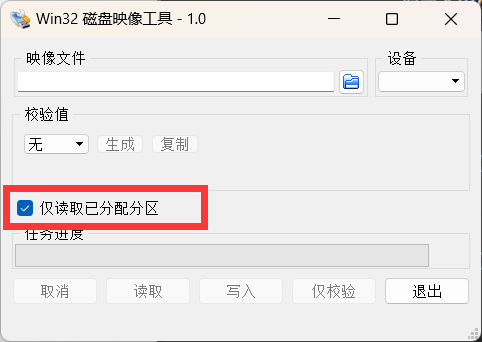 Win32 磁盘映像工具 - 1.0
映像文件
设备
校验值
无
生成
复制
仅读取已分配分区
任务进度
取消
读取
写入
仅校验
退出